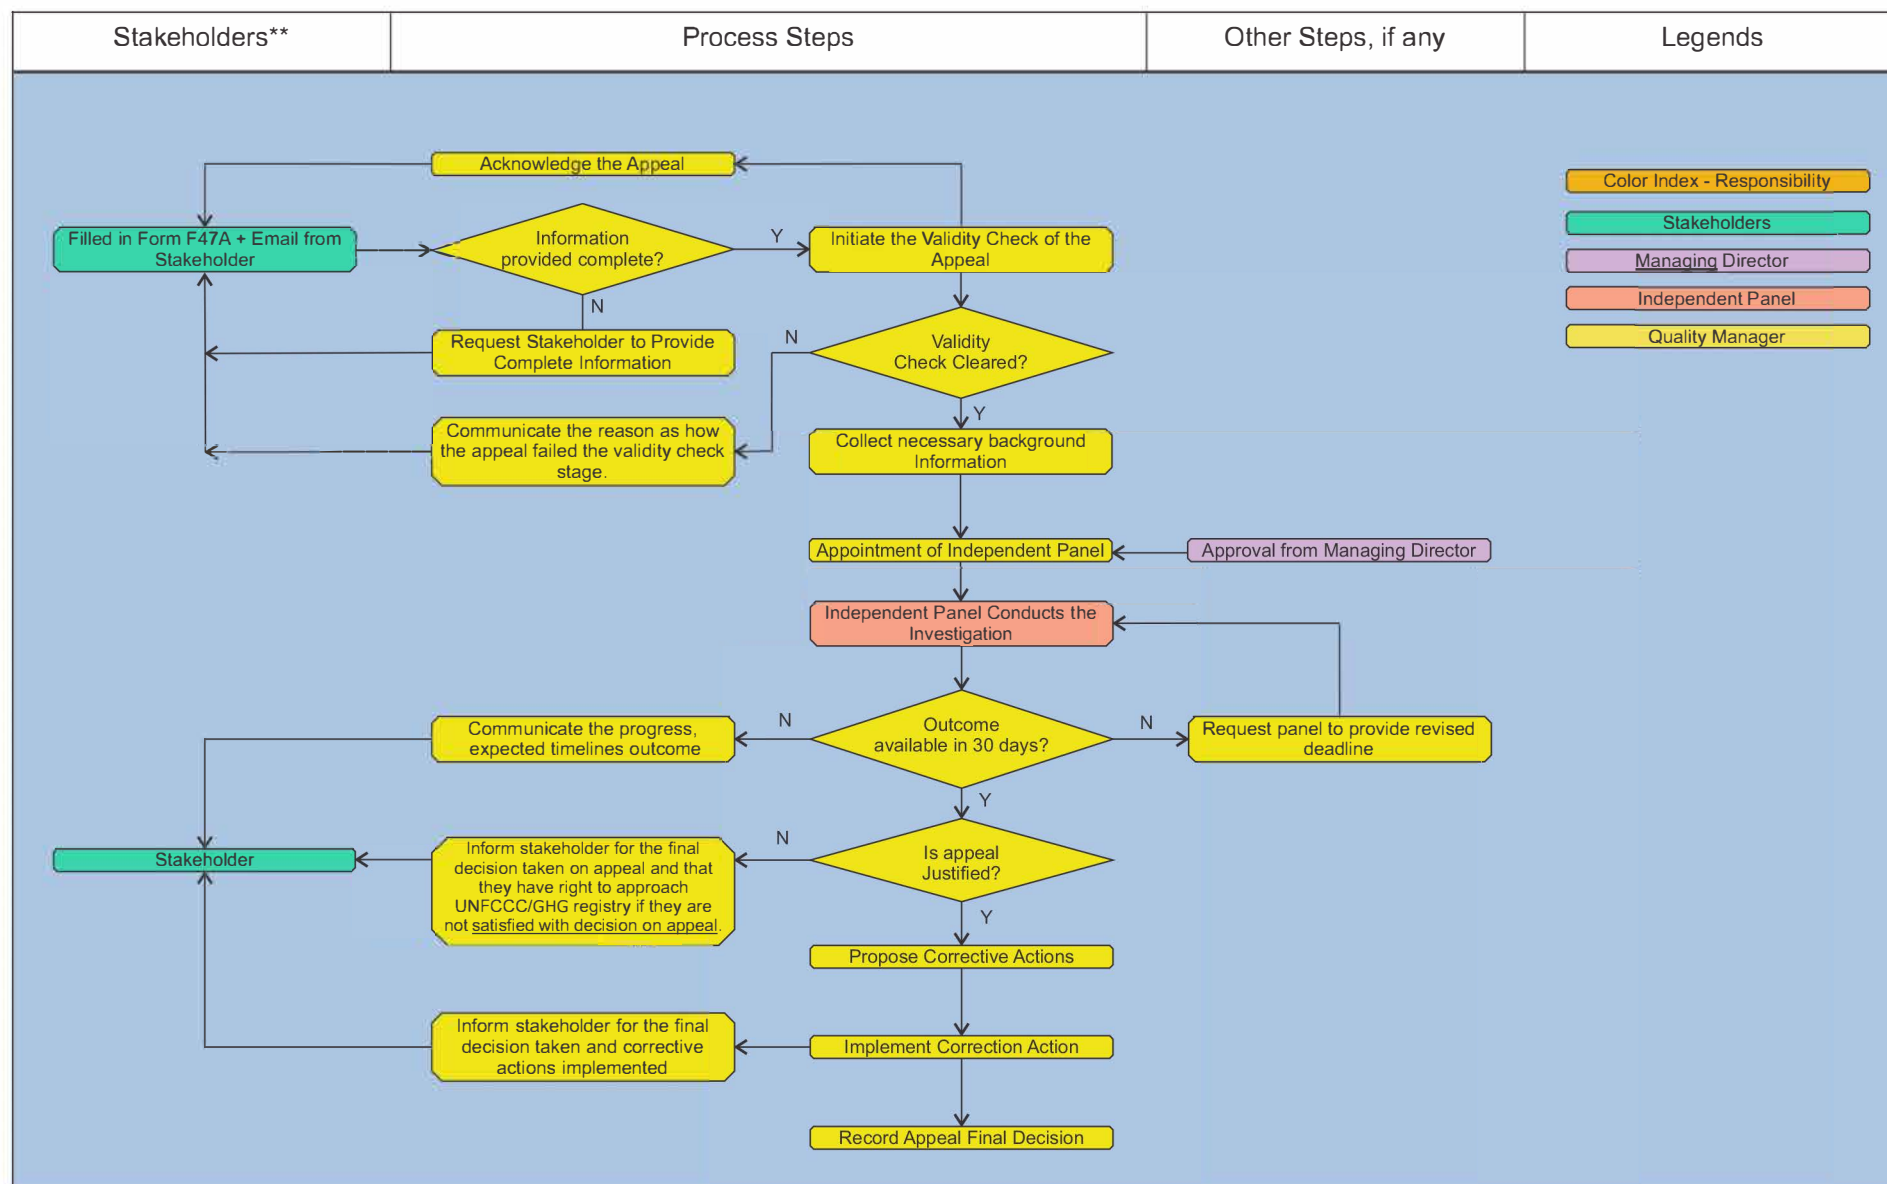 Stakeholders**
Process Steps
Other Steps, if any
Legends
Acknowledge the Appeal
Color Index - Responsibility
Stakeholders
Managing Director
Independent Panel
Quality Manager
Filled in Form F47A + Email from
Stakeholder
Information
provided complete?
Y
Initiate the Validity Check of the
Appeal
N
Request Stakeholder to Provide
Complete Information
N
Validity
Check Cleared?
Y
Communicate the reason as how
the appeal failed the validity check
stage.
Collect necessary background
Information
Appointment of Independent Panel
Approval from Managing Director
Independent Panel Conducts the
Investigation
Communicate the progress,
expected timelines outcome
N
Outcome
available in 30 days?
N
Request panel to provide revised
deadline
Y
Stakeholder
Inform stakeholder for the final
decision taken on appeal and that
they have right to approach
UNFCCC/GHG registry if they are
not satisfied with decision on appeal.
N
Is appeal
Justified?
Y
Propose Corrective Actions
Inform stakeholder for the final
decision taken and corrective
actions implemented
Implement Correction Action
Record Appeal Final Decision